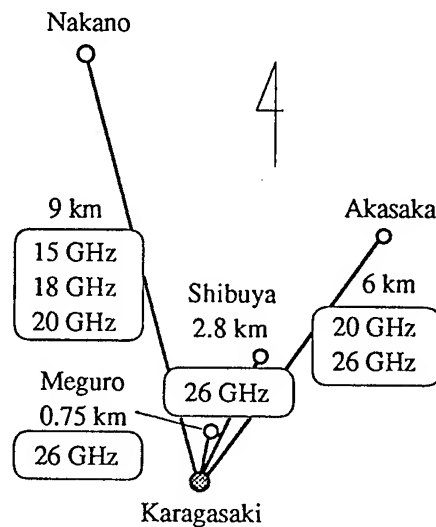 Nakano
9 km
15 GHz
18 GHz
20 GHz
Akasaka
6 km
20 GHz
26 GHz
Shibuya
2.8 km
26 GHz
Meguro
0.75 km
26 GHz
Karagasaki